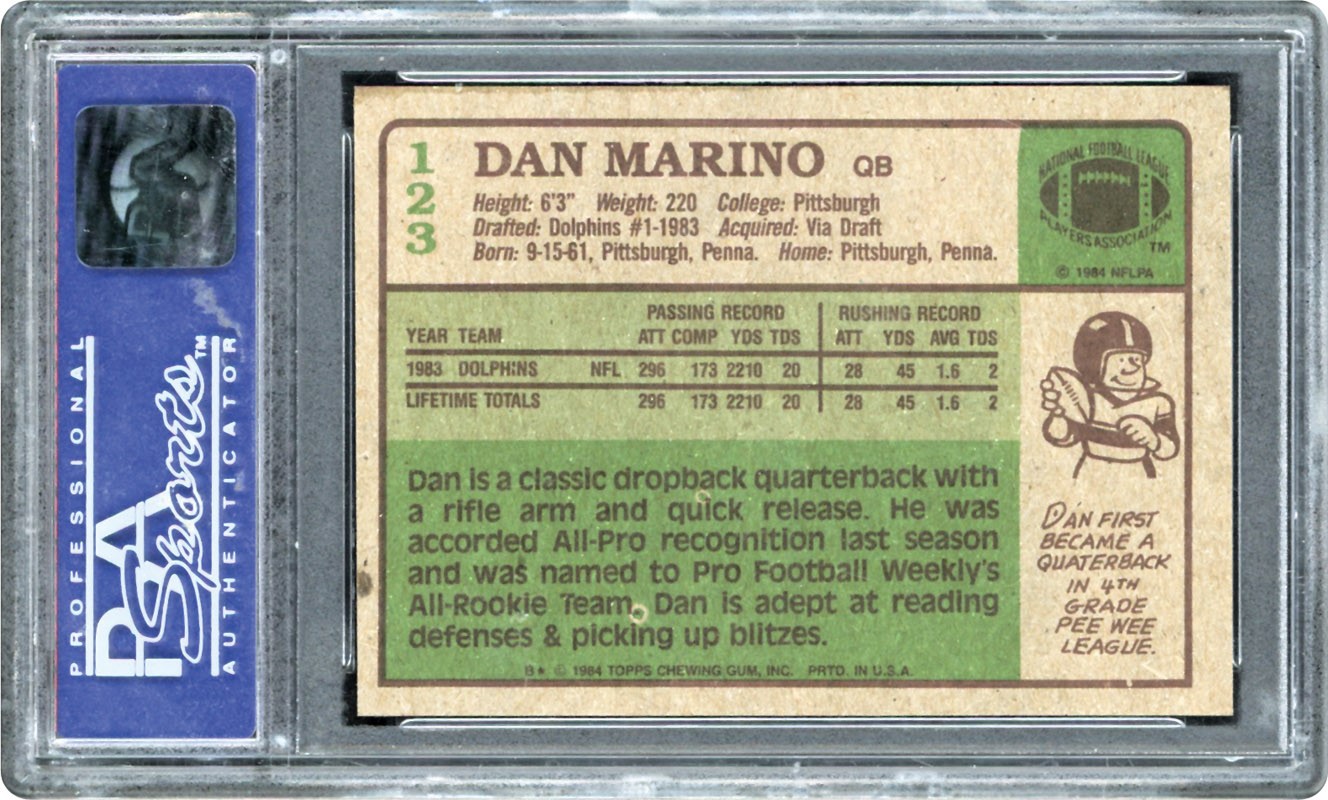 PROFESSIONAL
PSA
Sports™
AUTHENTICATOR
123
DAN MARINO QB
Height: 6'3" Weight: 220 College: Pittsburgh
Drafted: Dolphins #1-1983 Acquired: Via Draft
Born: 9-15-61, Pittsburgh, Penna. Home: Pittsburgh, Penna.
NATIONAL FOOTBALL LEAGUE
PLAYERS ASSOCIATION
TM
© 1984 NFLPA
PASSING RECORD RUSHING RECORD
YEAR TEAM ATT COMP YDS TDS ATT YDS AVG TDS
1983 DOLPHINS NFL 296 173 2210 20 28 45 1.6 2
LIFETIME TOTALS 296 173 2210 20 28 45 1.6 2
Dan is a classic dropback quarterback with
a rifle arm and quick release. He was
accorded All-Pro recognition last season
and was named to Pro Football Weekly's
All-Rookie Team. Dan is adept at reading
defenses & picking up blitzes.
B* © 1984 TOPPS CHEWING GUM, INC. PRTD. IN U.S.A.
DAN FIRST
BECAME A
QUATERBACK
IN 4TH
GRADE
PEE WEE
LEAGUE.